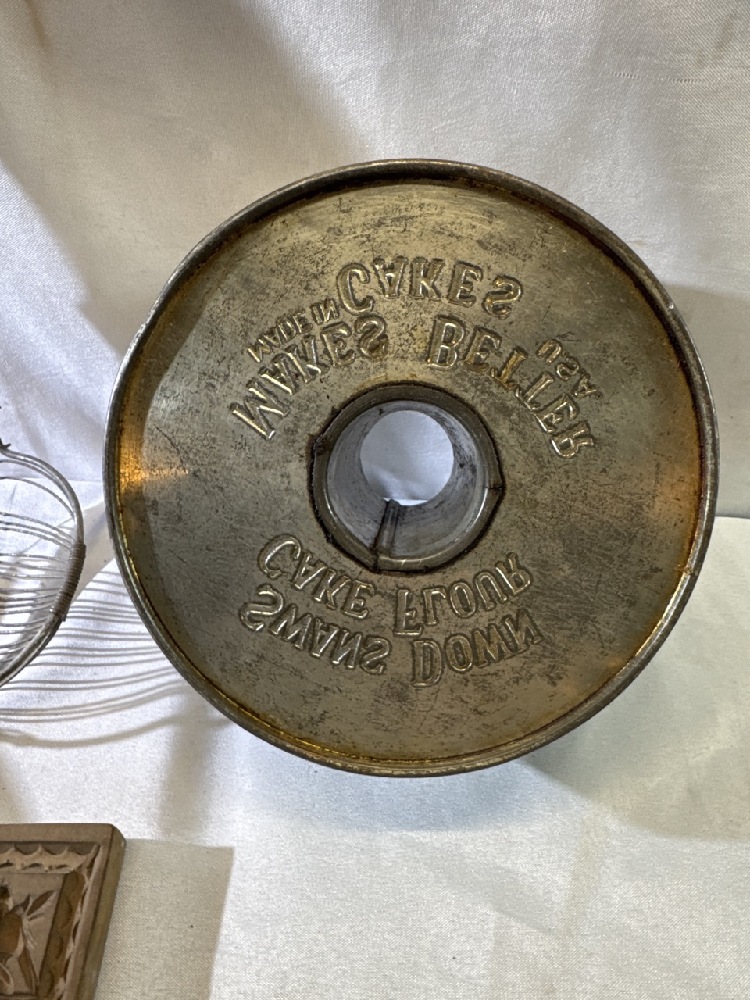 SWANS DOWN
CAKE FLOUR
MAKES BETTER
CAKES
MADE IN
USA